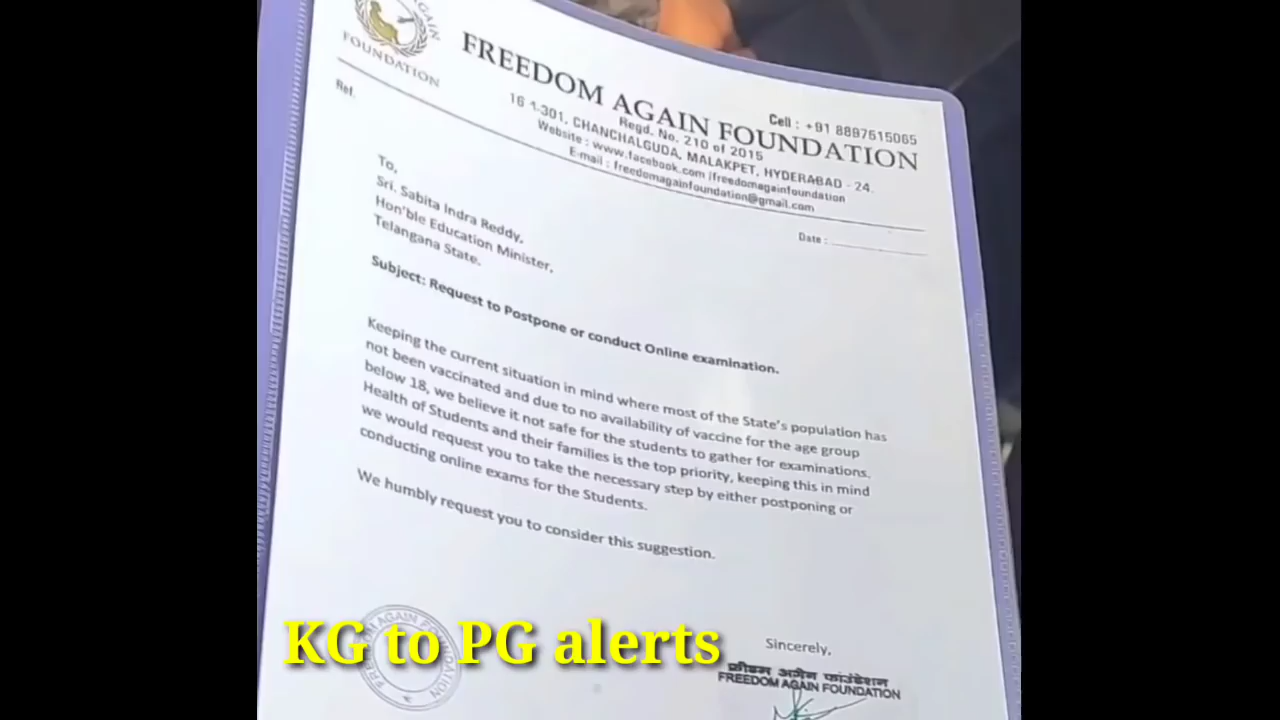 AGAIN
FOUNDATION
FREEDOM AGAIN FOUNDATION
Cell : +91 8897615065
Regd. No. 210 of 2015
16 1-301, CHANCHALGUDA, MALAKPET, HYDERABAD - 24.
Website : www.facebook.com /freedomagainfoundation
E-mail : freedomagainfoundation@gmail.com
Ref.
Date :
To,
Sri. Sabita Indra Reddy,
Hon'ble Education Minister,
Telangana State.
Subject: Request to Postpone or conduct Online examination.
Keeping the current situation in mind where most of the State's population has
not been vaccinated and due to no availability of vaccine for the age group
below 18, we believe it not safe for the students to gather for examinations.
Health of Students and their families is the top priority, keeping this in mind
we would request you to take the necessary step by either postponing or
conducting online exams for the Students.
We humbly request you to consider this suggestion.
KG to PG alerts
Sincerely,
फ्रीडम अगेन फाउंडेशन
FREEDOM AGAIN FOUNDATION